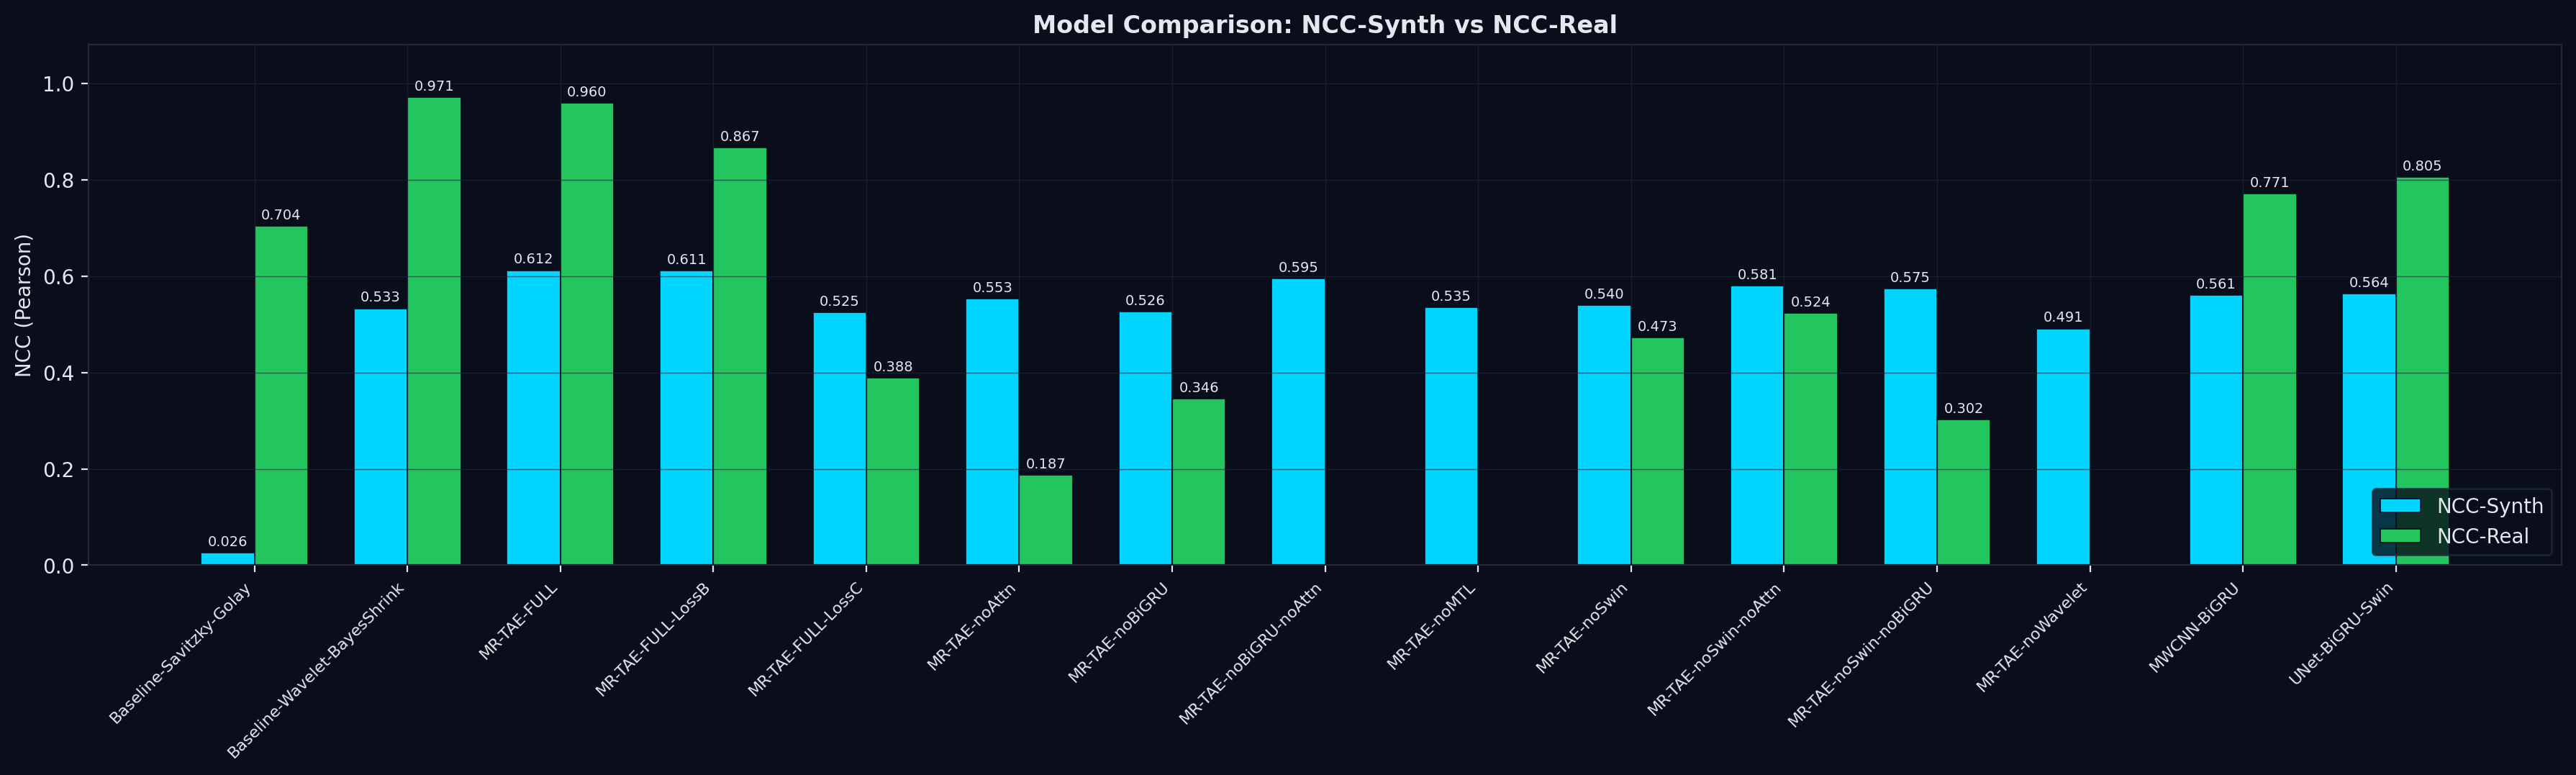 Model Comparison: NCC-Synth vs NCC-Real
NCC (Pearson)
1.0
0.8
0.6
0.4
0.2
0.0
0.026
0.704
0.533
0.971
0.612
0.960
0.611
0.867
0.525
0.388
0.553
0.187
0.526
0.346
0.595
0.535
0.540
0.473
0.581
0.524
0.575
0.302
0.491
0.561
0.771
0.564
0.805
NCC-Synth
NCC-Real
Baseline-Savitzky-Golay
Baseline-Wavelet-BayesShrink
MR-TAE-FULL
MR-TAE-FULL-LossB
MR-TAE-FULL-LossC
MR-TAE-noAttn
MR-TAE-noBiGRU
MR-TAE-noBiGRU-noAttn
MR-TAE-noMTL
MR-TAE-noSwin
MR-TAE-noSwin-noAttn
MR-TAE-noSwin-noBiGRU
MR-TAE-noWavelet
MWCNN-BiGRU
UNet-BiGRU-Swin